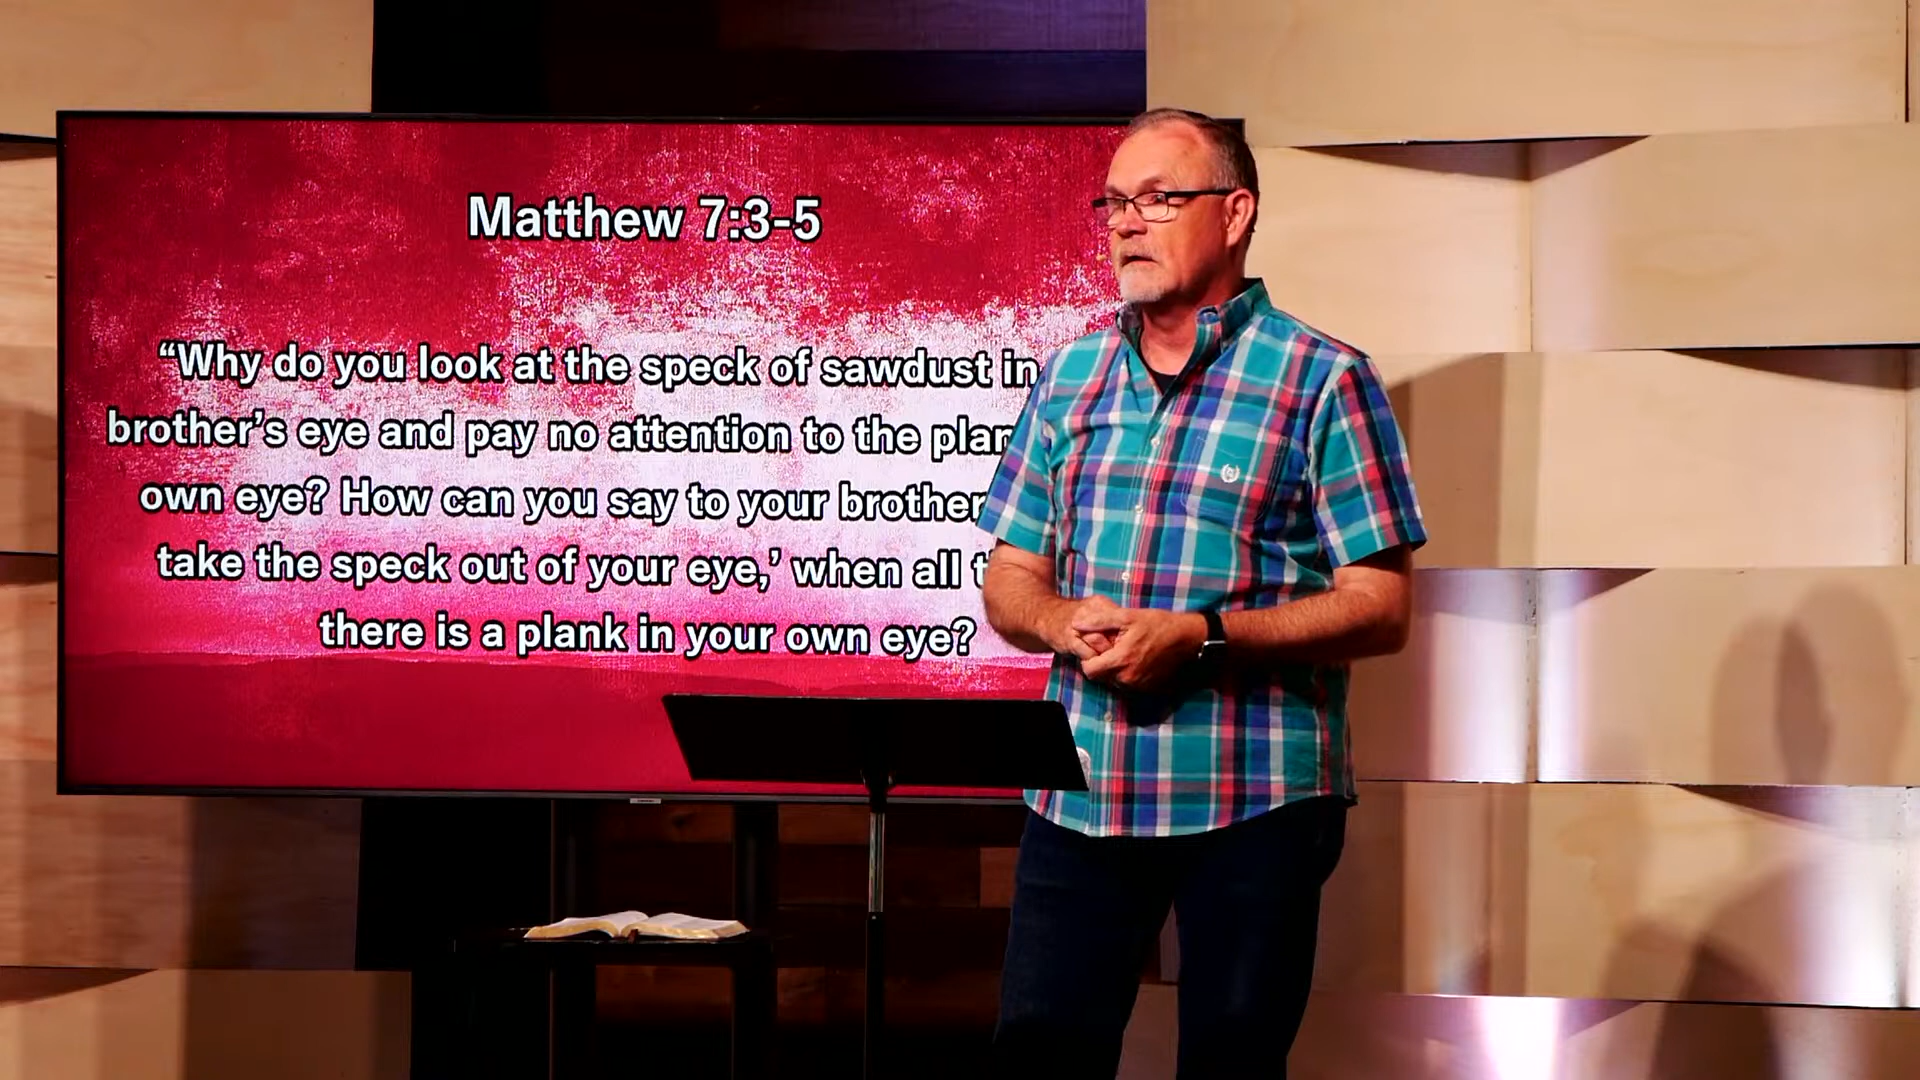 Matthew 7:3-5
“Why do you look at the speck of sawdust in
brother’s eye and pay no attention to the
own eye? How can you say to your brother
take the speck out of your eye,’ when all
there is a plank in your own eye?